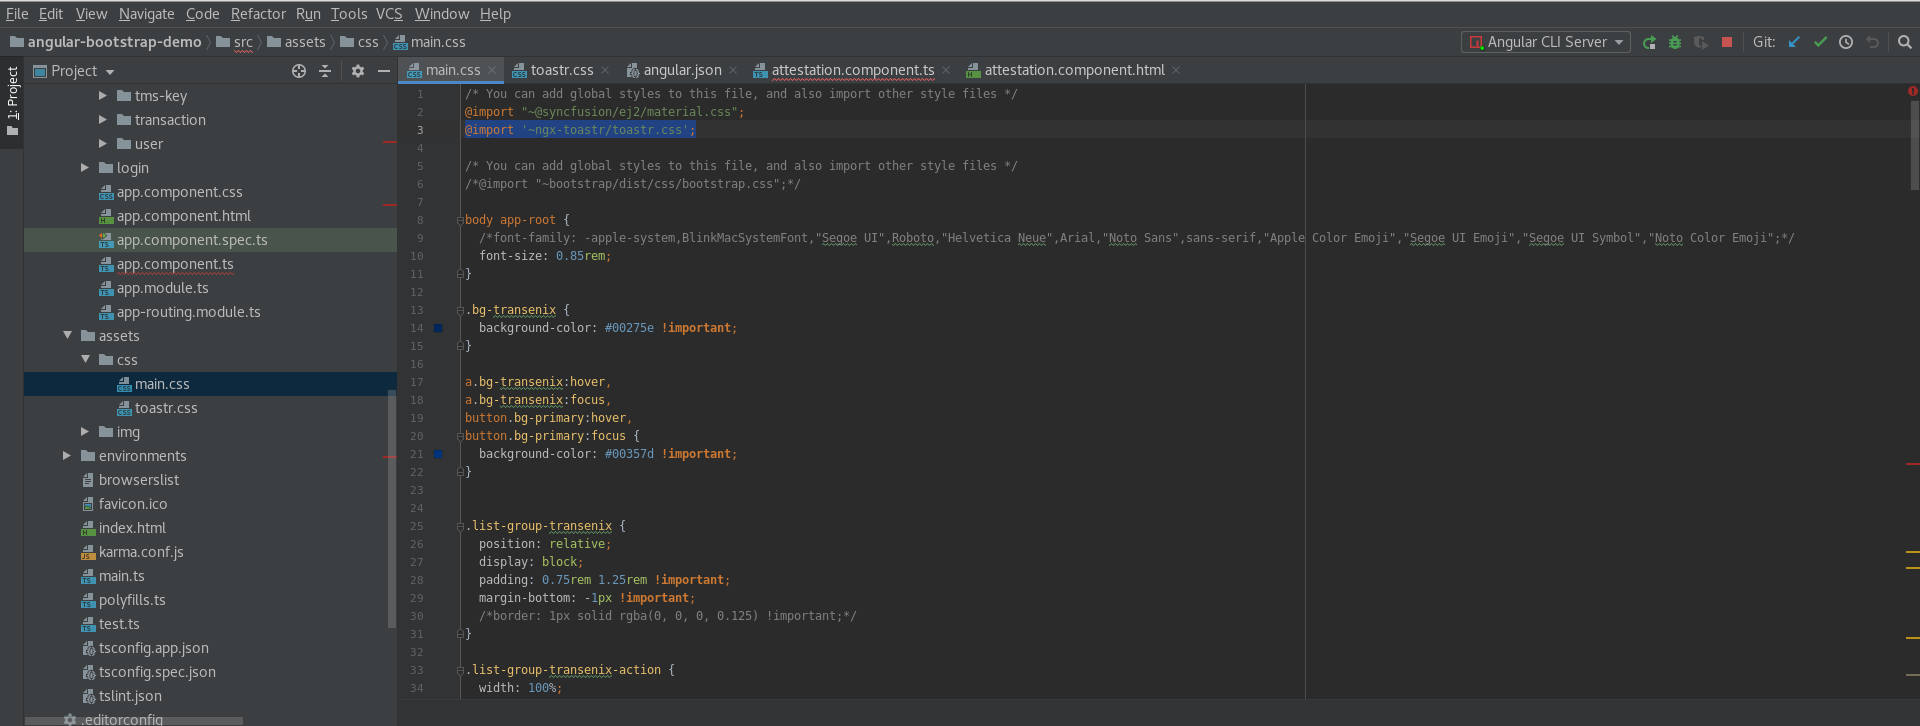 File Edit View Navigate Code Refactor Run Tools VCS Window Help
angular-bootstrap-demo src assets css main.css Angular CLI Server Git:
1: Project
Project
tms-key
transaction
user
login
app.component.css
app.component.html
app.component.spec.ts
app.component.ts
app.module.ts
app-routing.module.ts
assets
css
main.css
toastr.css
img
environments
browserslist
favicon.ico
index.html
karma.conf.js
main.ts
polyfills.ts
test.ts
tsconfig.app.json
tsconfig.spec.json
tslint.json
.editorconfig
main.css toastr.css angular.json attestation.component.ts attestation.component.html
1 /* You can add global styles to this file, and also import other style files */
2 @import "~@syncfusion/ej2/material.css";
3 @import '~ngx-toastr/toastr.css';
4
5 /* You can add global styles to this file, and also import other style files */
6 /*@import "~bootstrap/dist/css/bootstrap.css";*/
7
8 body app-root {
9 /*font-family: -apple-system,BlinkMacSystemFont,"Segoe UI",Roboto,"Helvetica Neue",Arial,"Noto Sans",sans-serif,"Apple Color Emoji","Segoe UI Emoji","Segoe UI Symbol","Noto Color Emoji";*/
10 font-size: 0.85rem;
11 }
12
13 .bg-transenix {
14 background-color: #00275e !important;
15 }
16
17 a.bg-transenix:hover,
18 a.bg-transenix:focus,
19 button.bg-primary:hover,
20 button.bg-primary:focus {
21 background-color: #00357d !important;
22 }
23
24
25 .list-group-transenix {
26 position: relative;
27 display: block;
28 padding: 0.75rem 1.25rem !important;
29 margin-bottom: -1px !important;
30 /*border: 1px solid rgba(0, 0, 0, 0.125) !important;*/
31 }
32
33 .list-group-transenix-action {
34 width: 100%;